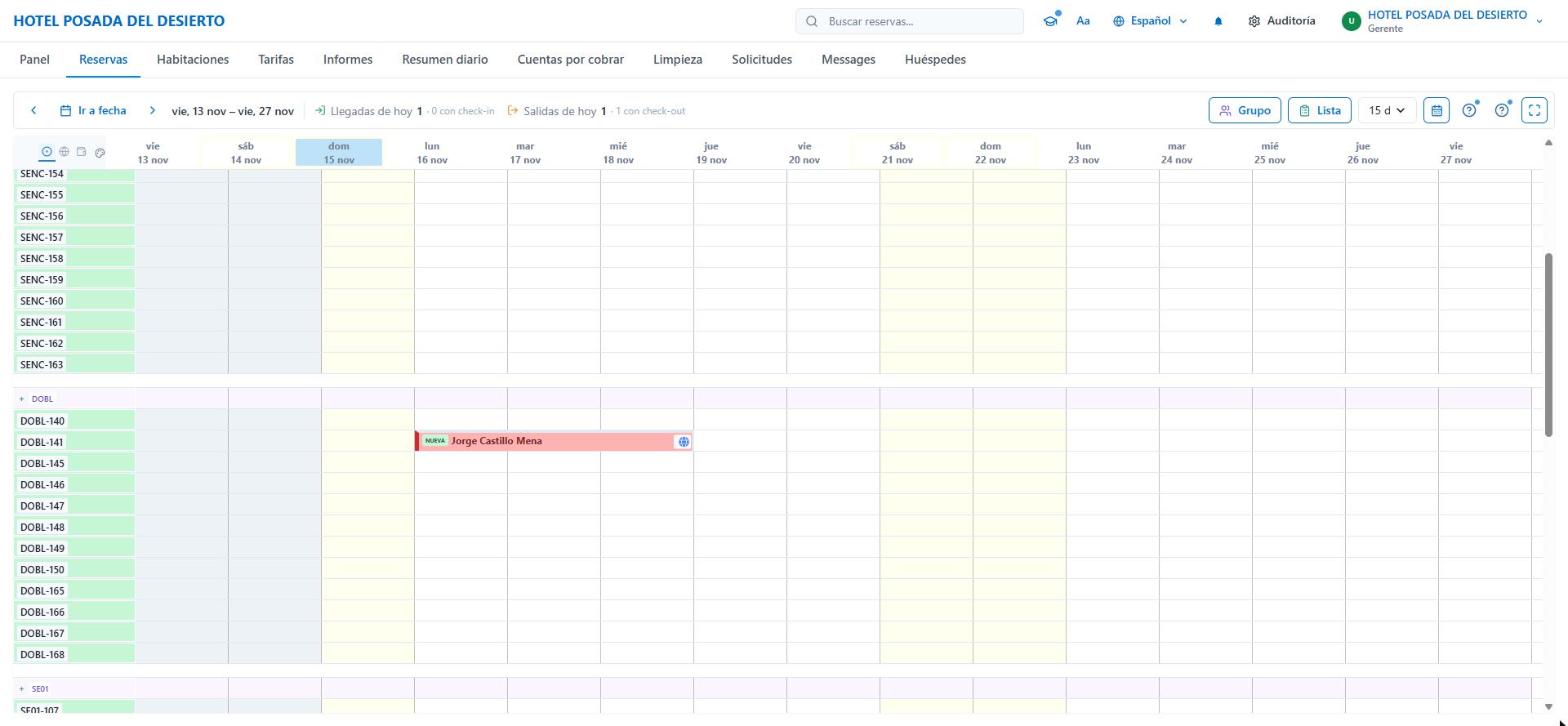 HOTEL POSADA DEL DESIERTO
Buscar reservas...
Aa
Español
Auditoría
U
HOTEL POSADA DEL DESIERTO
Gerente
Panel
Reservas
Habitaciones
Tarifas
Informes
Resumen diario
Cuentas por cobrar
Limpieza
Solicitudes
Messages
Huéspedes
Ir a fecha
vie, 13 nov – vie, 27 nov
Llegadas de hoy 1 · 0 con check-in
Salidas de hoy 1 · 1 con check-out
Grupo
Lista
15 d
vie 13 nov
sáb 14 nov
dom 15 nov
lun 16 nov
mar 17 nov
mié 18 nov
jue 19 nov
vie 20 nov
sáb 21 nov
dom 22 nov
lun 23 nov
mar 24 nov
mié 25 nov
jue 26 nov
vie 27 nov
SENC-154
SENC-155
SENC-156
SENC-157
SENC-158
SENC-159
SENC-160
SENC-161
SENC-162
SENC-163
+ DOBL
DOBL-140
DOBL-141
NUEVA Jorge Castillo Mena
DOBL-145
DOBL-146
DOBL-147
DOBL-148
DOBL-149
DOBL-150
DOBL-165
DOBL-166
DOBL-167
DOBL-168
+ SE01
SE01-107